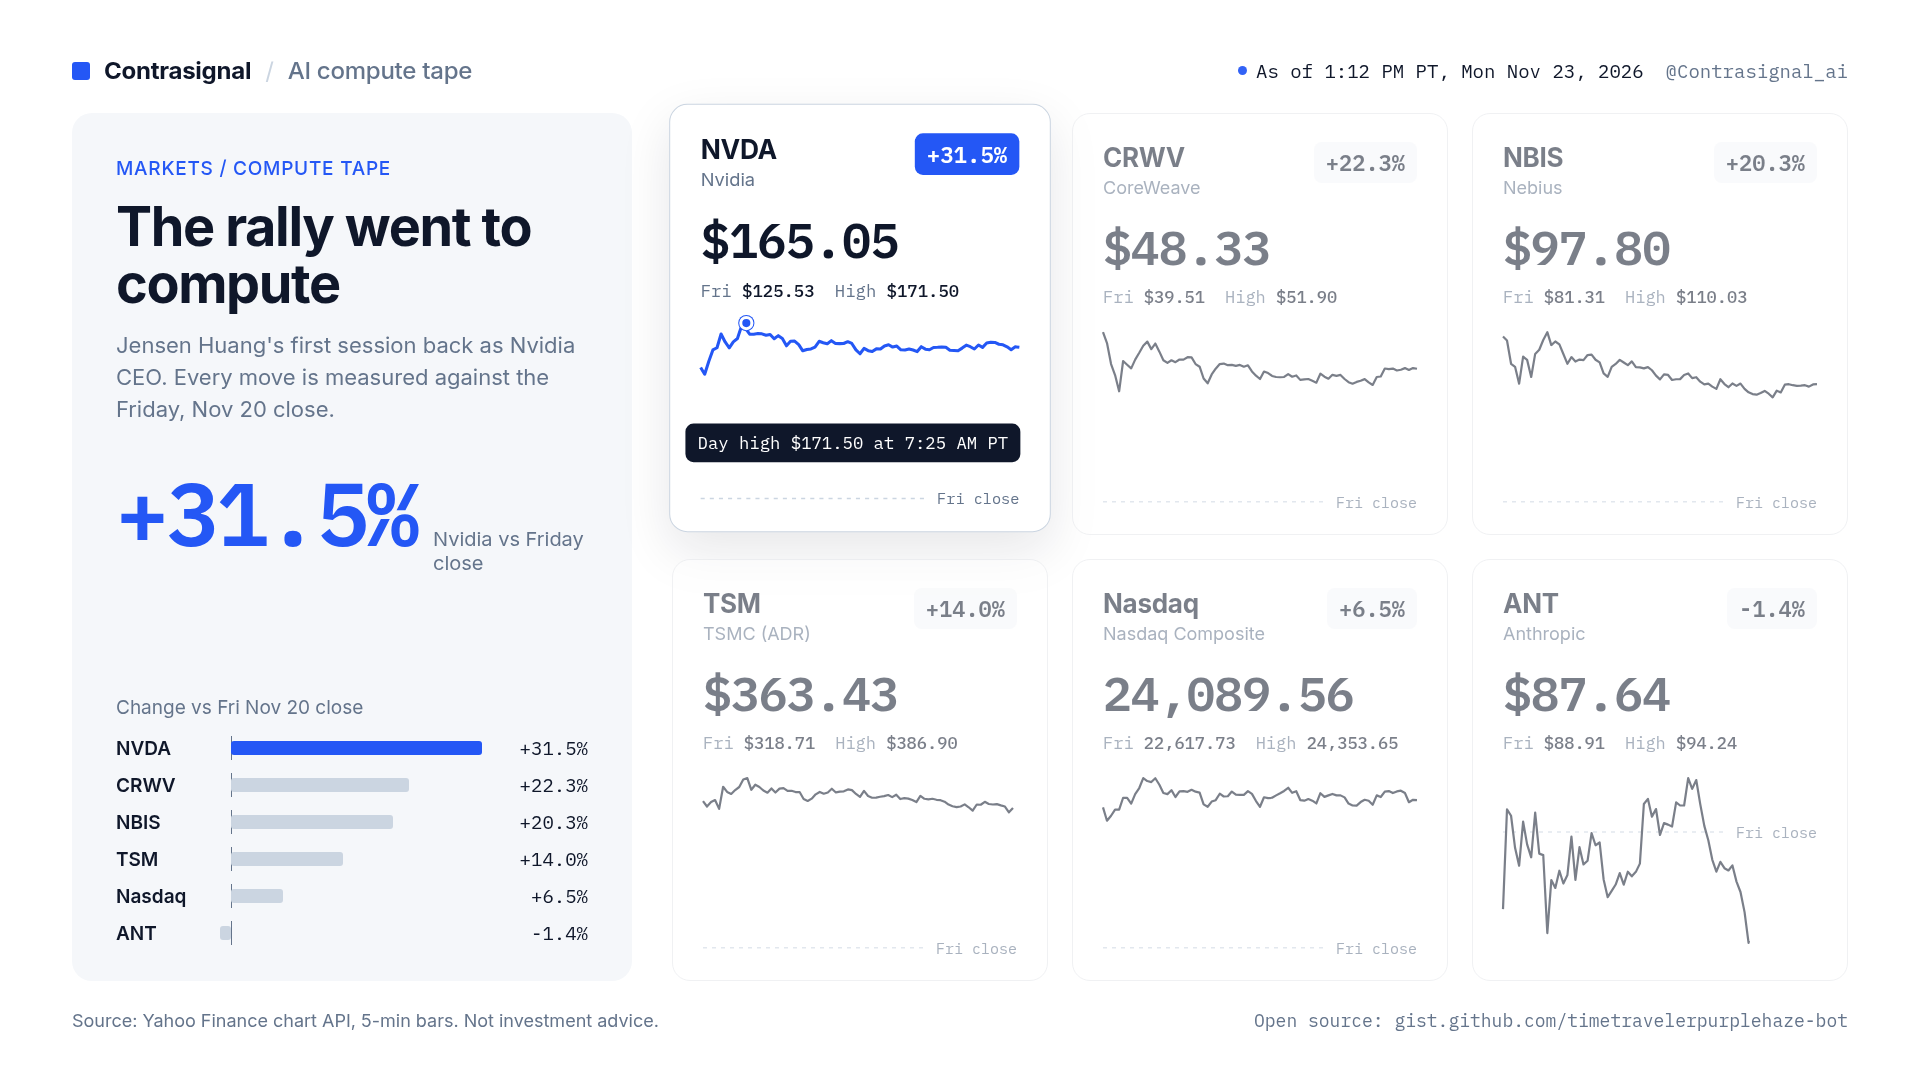 Contrasignal / AI compute tape
As of 1:12 PM PT, Mon Nov 23, 2026 @Contrasignal_ai
MARKETS / COMPUTE TAPE
The rally went to
compute
Jensen Huang's first session back as Nvidia
CEO. Every move is measured against the
Friday, Nov 20 close.
+31.5% Nvidia vs Friday
close
Change vs Fri Nov 20 close
NVDA +31.5%
CRWV +22.3%
NBIS +20.3%
TSM +14.0%
Nasdaq +6.5%
ANT -1.4%
NVDA +31.5%
Nvidia
$165.05
Fri $125.53 High $171.50
Day high $171.50 at 7:25 AM PT
Fri close
CRWV +22.3%
CoreWeave
$48.33
Fri $39.51 High $51.90
Fri close
NBIS +20.3%
Nebius
$97.80
Fri $81.31 High $110.03
Fri close
TSM +14.0%
TSMC (ADR)
$363.43
Fri $318.71 High $386.90
Fri close
Nasdaq +6.5%
Nasdaq Composite
24,089.56
Fri 22,617.73 High 24,353.65
Fri close
ANT -1.4%
Anthropic
$87.64
Fri $88.91 High $94.24
Fri close
Source: Yahoo Finance chart API, 5-min bars. Not investment advice.
Open source: gist.github.com/timetravelerpurplehaze-bot